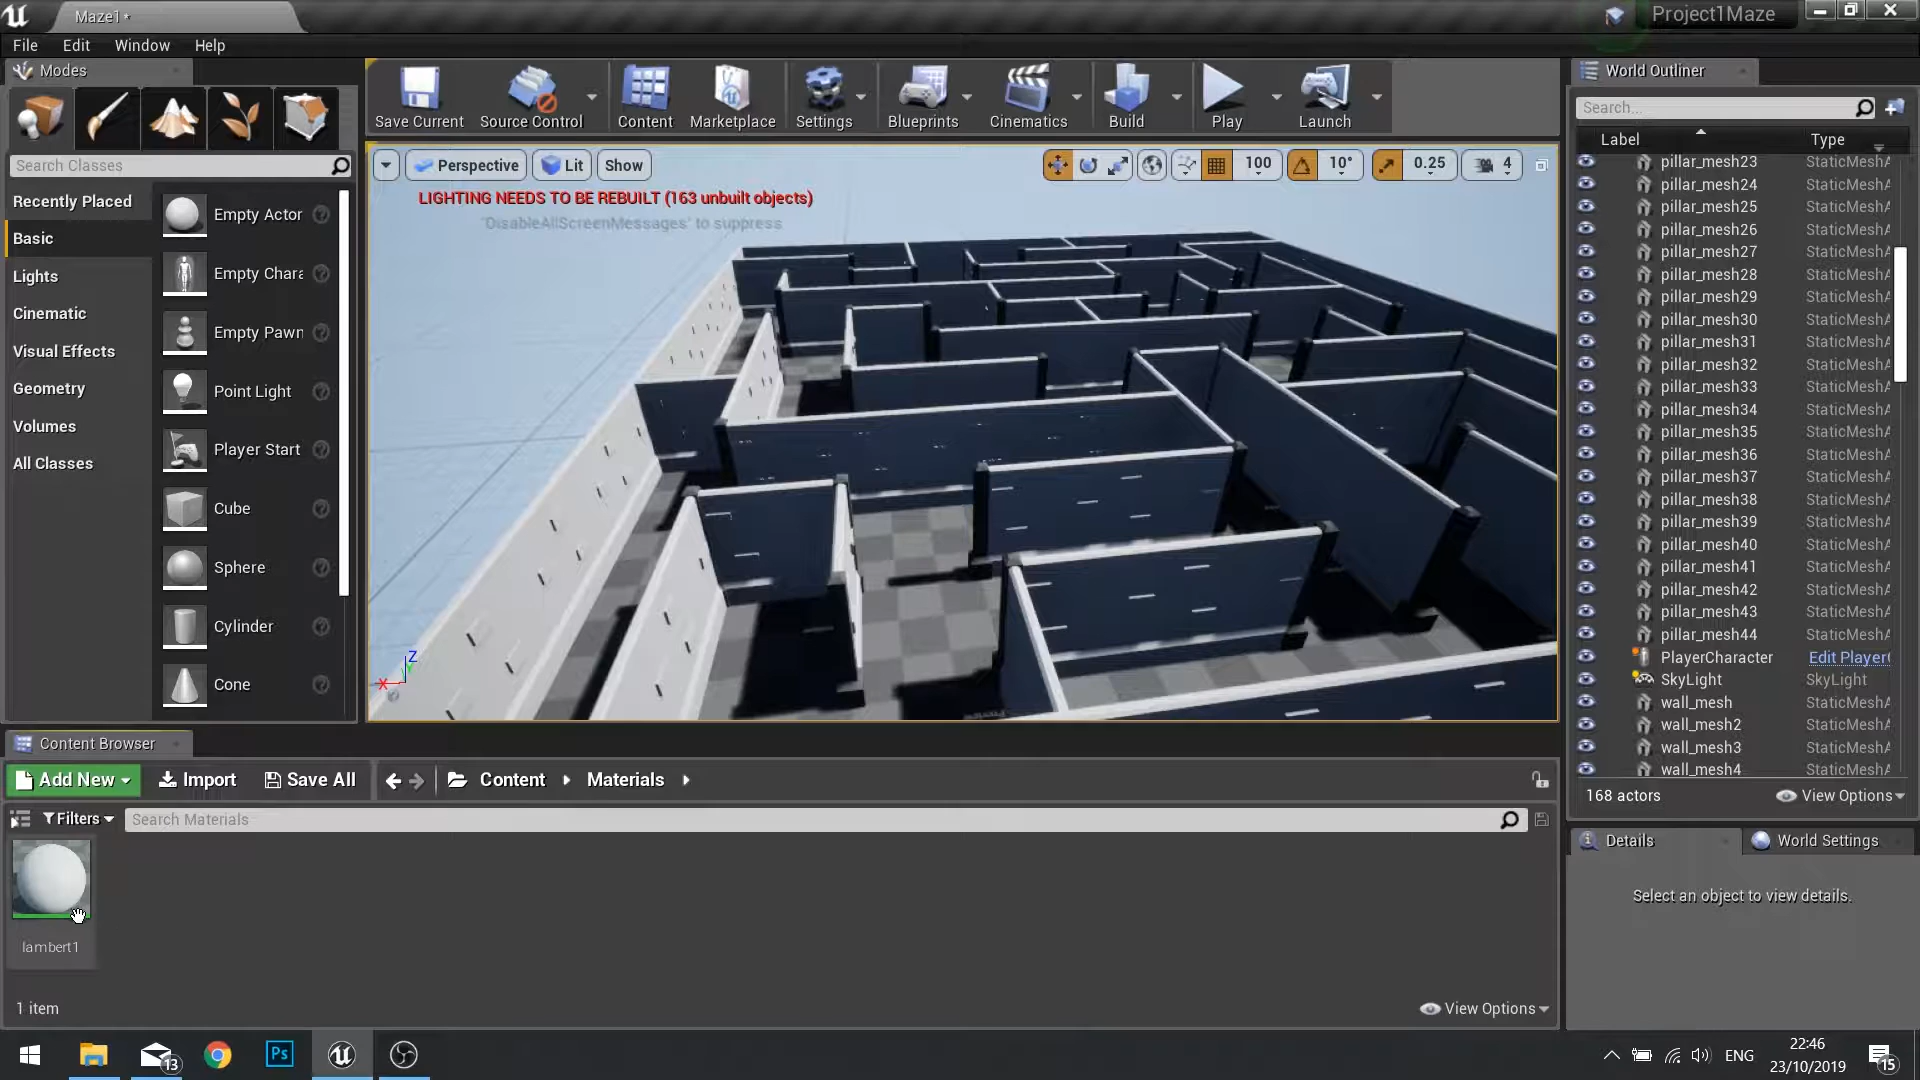 Maze1*
Project1Maze
File Edit Window Help
Modes
Search Classes
Recently Placed
Basic
Lights
Cinematic
Visual Effects
Geometry
Volumes
All Classes
Empty Actor
Empty Chara
Empty Pawn
Point Light
Player Start
Cube
Sphere
Cylinder
Cone
Save Current
Source Control
Content
Marketplace
Settings
Blueprints
Cinematics
Build
Play
Launch
Perspective
Lit
Show
100
10°
0.25
4
LIGHTING NEEDS TO BE REBUILT (163 unbuilt objects)
'DisableAllScreenMessages' to suppress
Z
X
World Outliner
Search...
Label Type
pillar_mesh23 StaticMeshA
pillar_mesh24 StaticMeshA
pillar_mesh25 StaticMeshA
pillar_mesh26 StaticMeshA
pillar_mesh27 StaticMeshA
pillar_mesh28 StaticMeshA
pillar_mesh29 StaticMeshA
pillar_mesh30 StaticMeshA
pillar_mesh31 StaticMeshA
pillar_mesh32 StaticMeshA
pillar_mesh33 StaticMeshA
pillar_mesh34 StaticMeshA
pillar_mesh35 StaticMeshA
pillar_mesh36 StaticMeshA
pillar_mesh37 StaticMeshA
pillar_mesh38 StaticMeshA
pillar_mesh39 StaticMeshA
pillar_mesh40 StaticMeshA
pillar_mesh41 StaticMeshA
pillar_mesh42 StaticMeshA
pillar_mesh43 StaticMeshA
pillar_mesh44 StaticMeshA
PlayerCharacter Edit Player
SkyLight SkyLight
wall_mesh StaticMeshA
wall_mesh2 StaticMeshA
wall_mesh3 StaticMeshA
wall_mesh4 StaticMeshA
168 actors View Options
Details World Settings
Select an object to view details.
Content Browser
Add New Import Save All Content Materials
Filters Search Materials
lambert1
1 item
View Options
Ps
13
ENG
22:46
23/10/2019
15